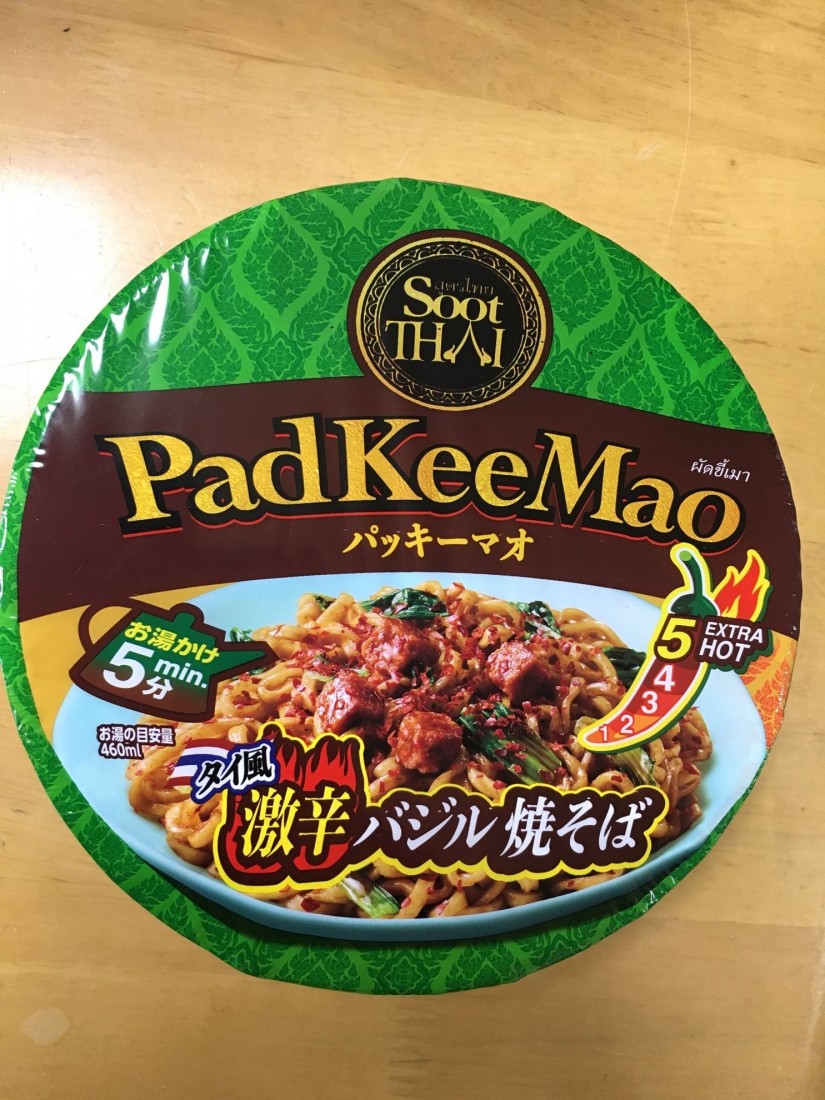 สูตรไทย
Soot
THAI
PadKeeMao
ผัดขี้เมา
パッキーマオ
お湯かけ
5 min.
分
お湯の目安量
460ml
5 EXTRA
HOT
4
3
2
1
タイ風
激辛バジル焼そば